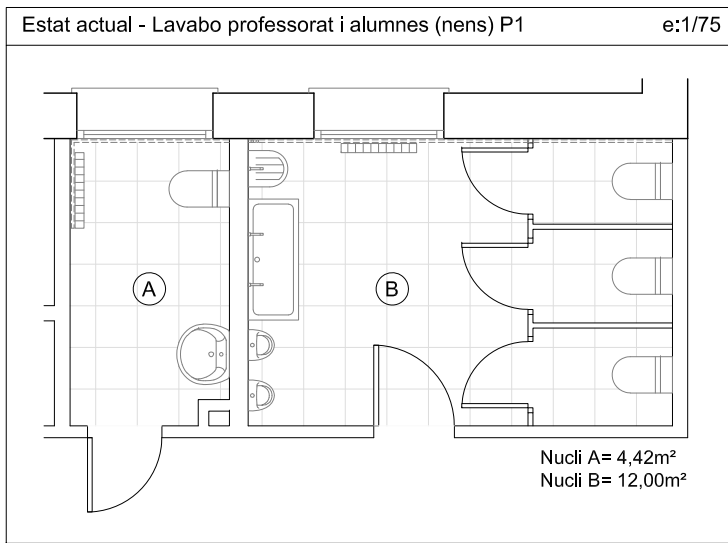 Estat actual - Lavabo professorat i alumnes (nens) P1 e:1/75
A
B
Nucli A= 4,42m²
Nucli B= 12,00m²